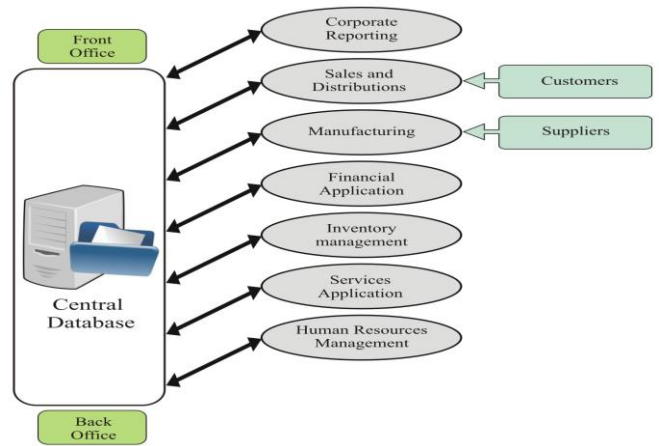 Front
Office
Central
Database
Back
Office
Corporate
Reporting
Sales and
Distributions
Manufacturing
Financial
Application
Inventory
management
Services
Application
Human Resources
Management
Customers
Suppliers